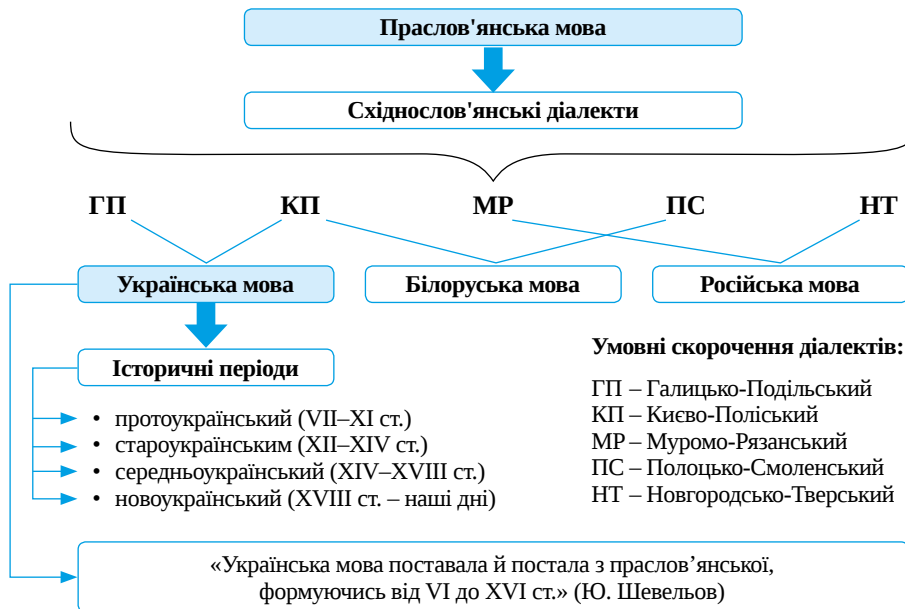 Праслов'янська мова
Східнослов'янські діалекти
ГП КП МР ПС НТ
Українська мова
Білоруська мова
Російська мова
Історичні періоди
• протоукраїнський (VII–XI ст.)
• староукраїнським (XII–XIV ст.)
• середньоукраїнський (XIV–XVIII ст.)
• новоукраїнський (XVIII ст. – наші дні)
Умовні скорочення діалектів:
ГП – Галицько-Подільський
КП – Києво-Поліський
МР – Муромо-Рязанський
ПС – Полоцько-Смоленський
НТ – Новгородсько-Тверський
«Українська мова поставала й постала з праслов’янської,
формуючись від VI до XVI ст.» (Ю. Шевельов)